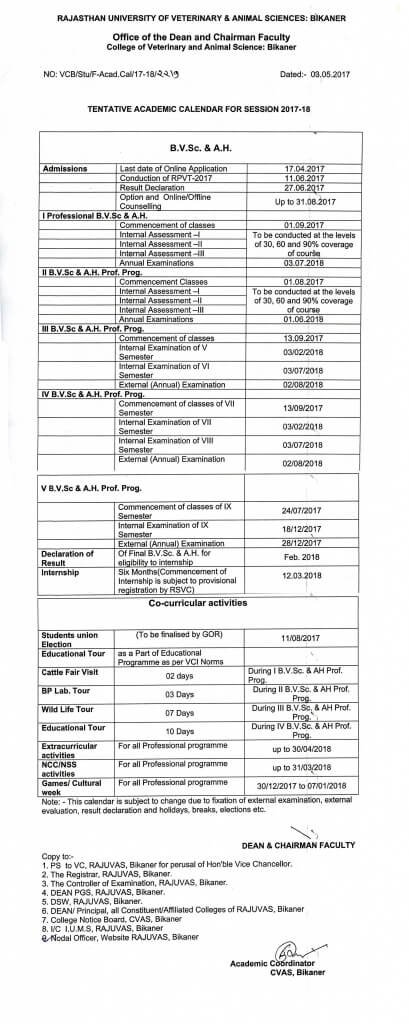 RAJASTHAN UNIVERSITY OF VETERINARY & ANIMAL SCIENCES: BIKANER
Office of the Dean and Chairman Faculty
College of Veterinary and Animal Science: Bikaner
NO: VCB/Stu/F-Acad.Cal/17-18/२२१ Dated:- 03.05.2017
TENTATIVE ACADEMIC CALENDAR FOR SESSION 2017-18
B.V.Sc. & A.H.
Admissions Last date of Online Application 17.04.2017
Conduction of RPVT-2017 11.06.2017
Result Declaration 27.06.2017
Option and Online/Offline
Counselling Up to 31.08.2017
I Professional B.V.Sc & A.H.
Commencement of classes 01.09.2017
Internal Assessment –I To be conducted at the levels
Internal Assessment –II of 30, 60 and 90% coverage
Internal Assessment –III of course
Annual Examinations 03.07.2018
II B.V.Sc & A.H. Prof. Prog.
Commencement Classes 01.08.2017
Internal Assessment –I To be conducted at the levels
Internal Assessment –II of 30, 60 and 90% coverage
Internal Assessment –III of course
Annual Examinations 01.06.2018
III B.V.Sc & A.H. Prof. Prog.
Commencement of classes 13.09.2017
Internal Examination of V
Semester 03/02/2018
Internal Examination of VI
Semester 03/07/2018
External (Annual) Examination 02/08/2018
IV B.V.Sc & A.H. Prof. Prog.
Commencement of classes of VII
Semester 13/09/2017
Internal Examination of VII
Semester 03/02/2018
Internal Examination of VIII
Semester 03/07/2018
External (Annual) Examination
02/08/2018
V B.V.Sc & A.H. Prof. Prog.
Commencement of classes of IX
Semester 24/07/2017
Internal Examination of IX
Semester 18/12/2017
External (Annual) Examination 28/12/2017
Declaration of Of Final B.V.Sc. & A.H. for
Result eligibility to internship Feb. 2018
Internship Six Months(Commencement of
Internship is subject to provisional 12.03.2018
registration by RSVC)
Co-curricular activities
Students union (To be finalised by GOR) 11/08/2017
Election
Educational Tour as a Part of Educational
Programme as per VCI Norms
Cattle Fair Visit 02 days During I B.V.Sc. & AH Prof.
Prog.
BP Lab. Tour 03 Days During II B.V.Sc. & AH Prof.
Prog.
Wild Life Tour 07 Days During III B.V.Sc. & AH Prof.
Prog.
Educational Tour 10 Days During IV B.V.Sc. & AH Prof.
Prog.
Extracurricular For all Professional programme up to 30/04/2018
activities
NCC/NSS For all Professional programme up to 31/03/2018
activities
Games/ Cultural For all Professional programme 30/12/2017 to 07/01/2018
week
Note: - This calendar is subject to change due to fixation of external examination, external
evaluation, result declaration and holidays, breaks, elections etc.
DEAN & CHAIRMAN FACULTY
Copy to:-
1. PS to VC, RAJUVAS, Bikaner for perusal of Hon'ble Vice Chancellor.
2. The Registrar, RAJUVAS, Bikaner.
3. The Controller of Examination, RAJUVAS, Bikaner.
4. DEAN PGS, RAJUVAS, Bikaner.
5. DSW, RAJUVAS, Bikaner.
6. DEAN/ Principal, all Constituent/Affiliated Colleges of RAJUVAS, Bikaner
7. College Notice Board, CVAS, Bikaner
8. I/C I.U.M.S, RAJUVAS, Bikaner
Nodal Officer, Website RAJUVAS, Bikaner
Academic Coordinator
CVAS, Bikaner